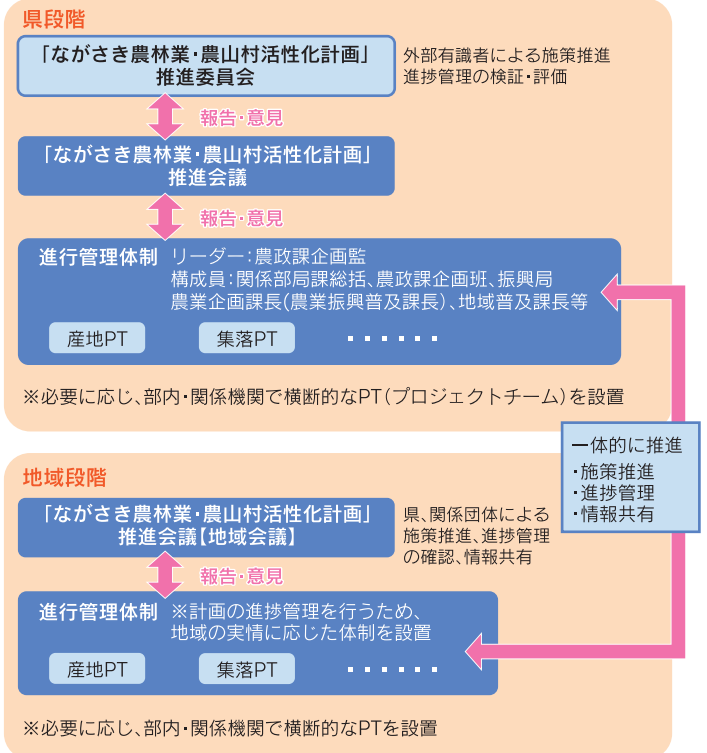 県段階
「ながさき農林業・農山村活性化計画」
推進委員会
外部有識者による施策推進
進捗管理の検証・評価
報告・意見
「ながさき農林業・農山村活性化計画」
推進会議
報告・意見
進行管理体制 リーダー：農政課企画監
構成員：関係部局課総括、農政課企画班、振興局
農業企画課長（農業振興普及課長）、地域普及課長等
産地PT 集落PT ・・・・・・
※必要に応じ、部内・関係機関で横断的なPT（プロジェクトチーム）を設置
一体的に推進
・施策推進
・進捗管理
・情報共有
地域段階
「ながさき農林業・農山村活性化計画」
推進会議【地域会議】
県、関係団体による
施策推進、進捗管理
の確認、情報共有
報告・意見
進行管理体制 ※計画の進捗管理を行うため、
地域の実情に応じた体制を設置
産地PT 集落PT ・・・・・・
※必要に応じ、部内・関係機関で横断的なPTを設置